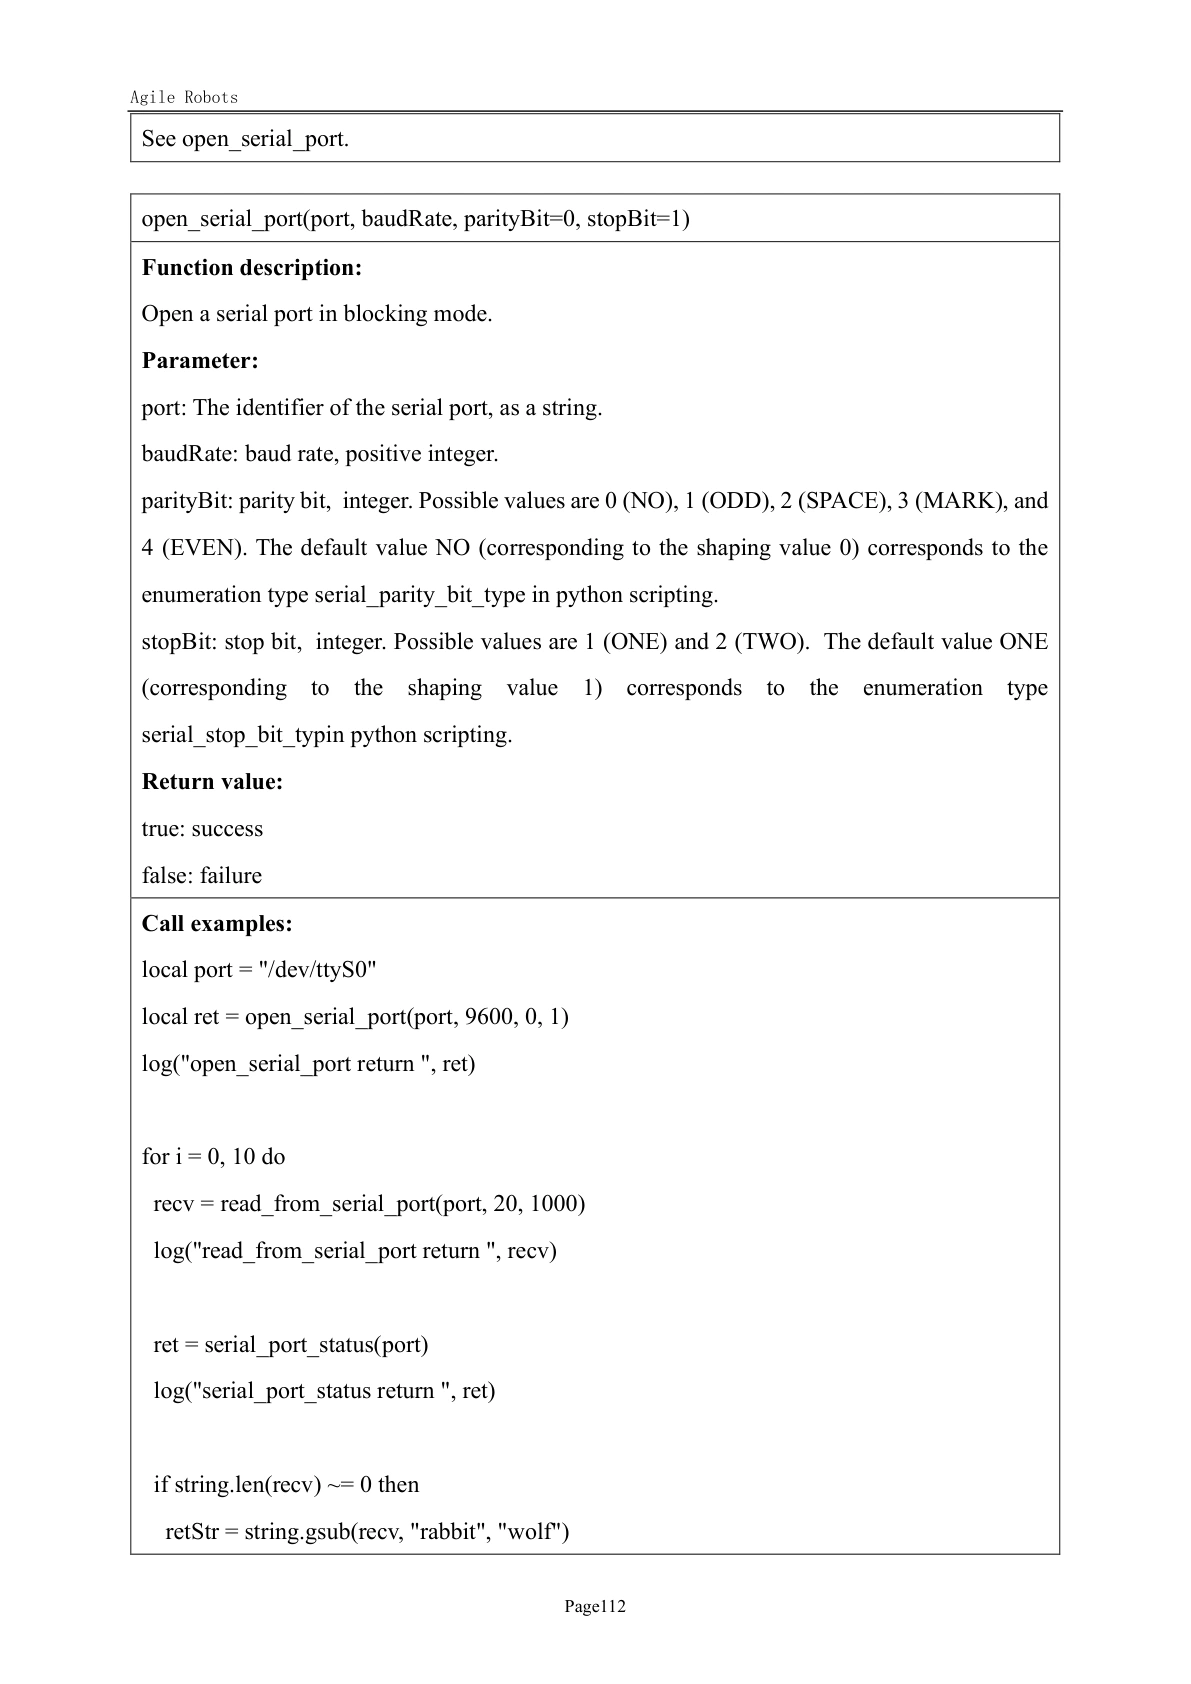 Agile Robots
See open_serial_port.
open_serial_port(port, baudRate, parityBit=0, stopBit=1)
Function description:
Open a serial port in blocking mode.
Parameter:
port: The identifier of the serial port, as a string.
baudRate: baud rate, positive integer.
parityBit: parity bit,  integer. Possible values are 0 (NO), 1 (ODD), 2 (SPACE), 3 (MARK), and
4 (EVEN). The default value NO (corresponding to the shaping value 0) corresponds to the
enumeration type serial_parity_bit_type in python scripting.
stopBit: stop bit,  integer. Possible values are 1 (ONE) and 2 (TWO).  The default value ONE
(corresponding to the shaping value 1) corresponds to the enumeration type
serial_stop_bit_typin python scripting.
Return value:
true: success
false: failure
Call examples:
local port = "/dev/ttyS0"
local ret = open_serial_port(port, 9600, 0, 1)
log("open_serial_port return ", ret)
for i = 0, 10 do
  recv = read_from_serial_port(port, 20, 1000)
  log("read_from_serial_port return ", recv)
  ret = serial_port_status(port)
  log("serial_port_status return ", ret)
  if string.len(recv) ~= 0 then
    retStr = string.gsub(recv, "rabbit", "wolf")
Page112